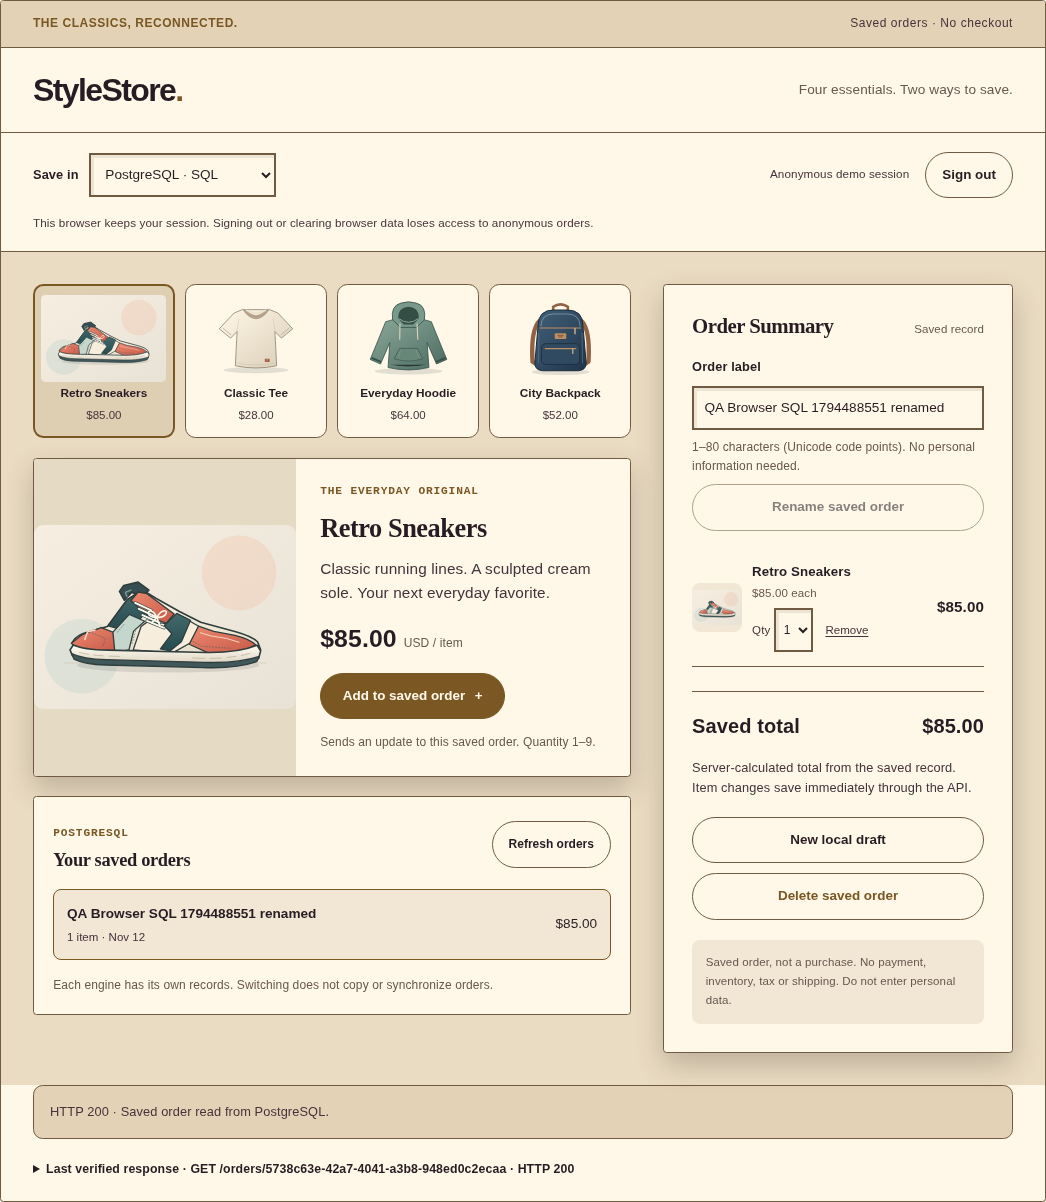 THE CLASSICS, RECONNECTED.
Saved orders · No checkout
StyleStore.
Four essentials. Two ways to save.
Save in
PostgreSQL · SQL
Anonymous demo session
Sign out
This browser keeps your session. Signing out or clearing browser data loses access to anonymous orders.
Retro Sneakers
$85.00
Classic Tee
$28.00
Everyday Hoodie
$64.00
City Backpack
$52.00
THE EVERYDAY ORIGINAL
Retro Sneakers
Classic running lines. A sculpted cream
sole. Your next everyday favorite.
$85.00 USD / item
Add to saved order +
Sends an update to this saved order. Quantity 1–9.
POSTGRESQL
Your saved orders
Refresh orders
QA Browser SQL 1794488551 renamed
1 item · Nov 12
$85.00
Each engine has its own records. Switching does not copy or synchronize orders.
Order Summary
Saved record
Order label
QA Browser SQL 1794488551 renamed
1–80 characters (Unicode code points). No personal
information needed.
Rename saved order
Retro Sneakers
$85.00 each
Qty 1 Remove
$85.00
Saved total
$85.00
Server-calculated total from the saved record.
Item changes save immediately through the API.
New local draft
Delete saved order
Saved order, not a purchase. No payment,
inventory, tax or shipping. Do not enter personal
data.
HTTP 200 · Saved order read from PostgreSQL.
Last verified response · GET /orders/5738c63e-42a7-4041-a3b8-948ed0c2ecaa · HTTP 200